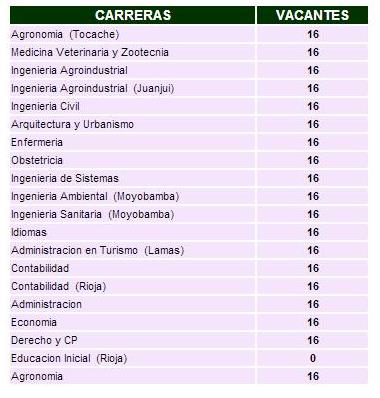 CARRERAS VACANTES
Agronomia (Tocache) 16
Medicina Veterinaria y Zootecnia 16
Ingenieria Agroindustrial 16
Ingenieria Agroindustrial (Juanjui) 16
Ingenieria Civil 16
Arquitectura y Urbanismo 16
Enfermeria 16
Obstetricia 16
Ingenieria de Sistemas 16
Ingenieria Ambiental (Moyobamba) 16
Ingenieria Sanitaria (Moyobamba) 16
Idiomas 16
Administracion en Turismo (Lamas) 16
Contabilidad 16
Contabilidad (Rioja) 16
Administracion 16
Economia 16
Derecho y CP 16
Educacion Inicial (Rioja) 0
Agronomia 16